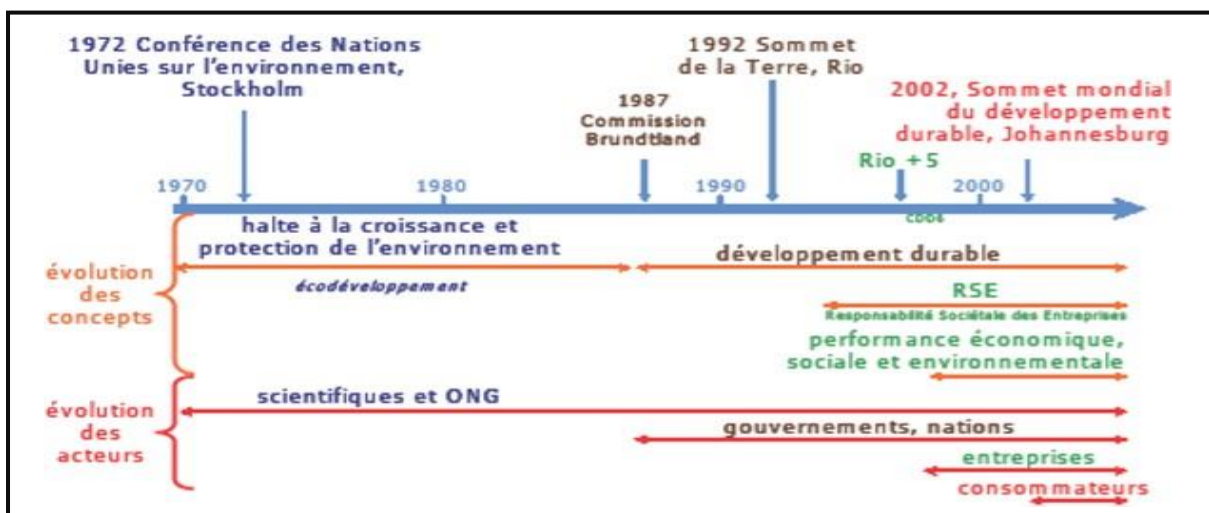 1972 Conférence des Nations
Unies sur l'environnement,
Stockholm
1987
Commission
Brundtland
1992 Sommet
de la Terre, Rio
Rio +5
2002, Sommet mondial
du développement
durable, Johannesburg
1970
1980
1990
2000
évolution
des
concepts
halte à la croissance et
protection de l'environnement
écodéveloppement
développement durable
RSE
Responsabilité Sociétale des Entreprises
performance économique,
sociale et environnementale
évolution
des
acteurs
scientifiques et ONG
gouvernements, nations
entreprises
consommateurs